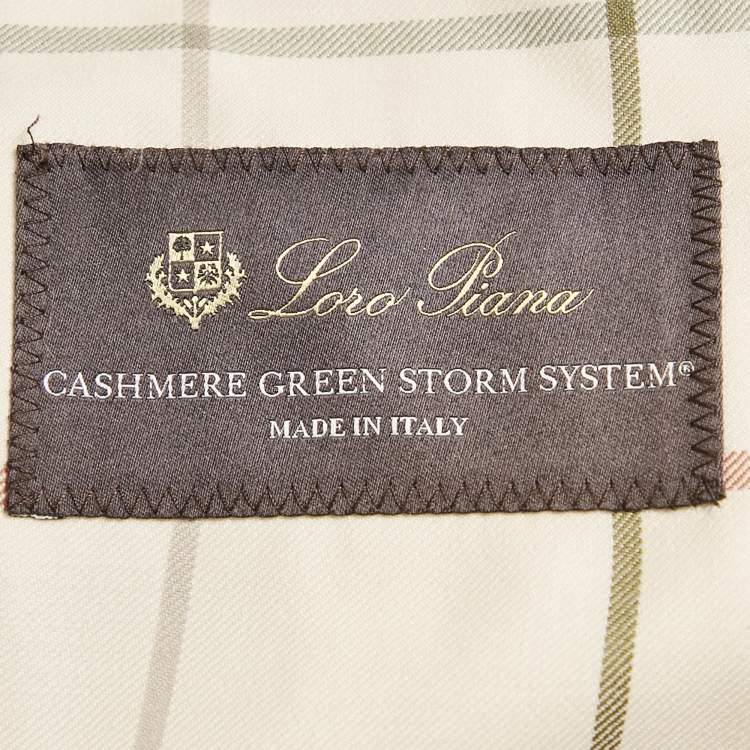 Loro Piana
CASHMERE GREEN STORM SYSTEM®
MADE IN ITALY